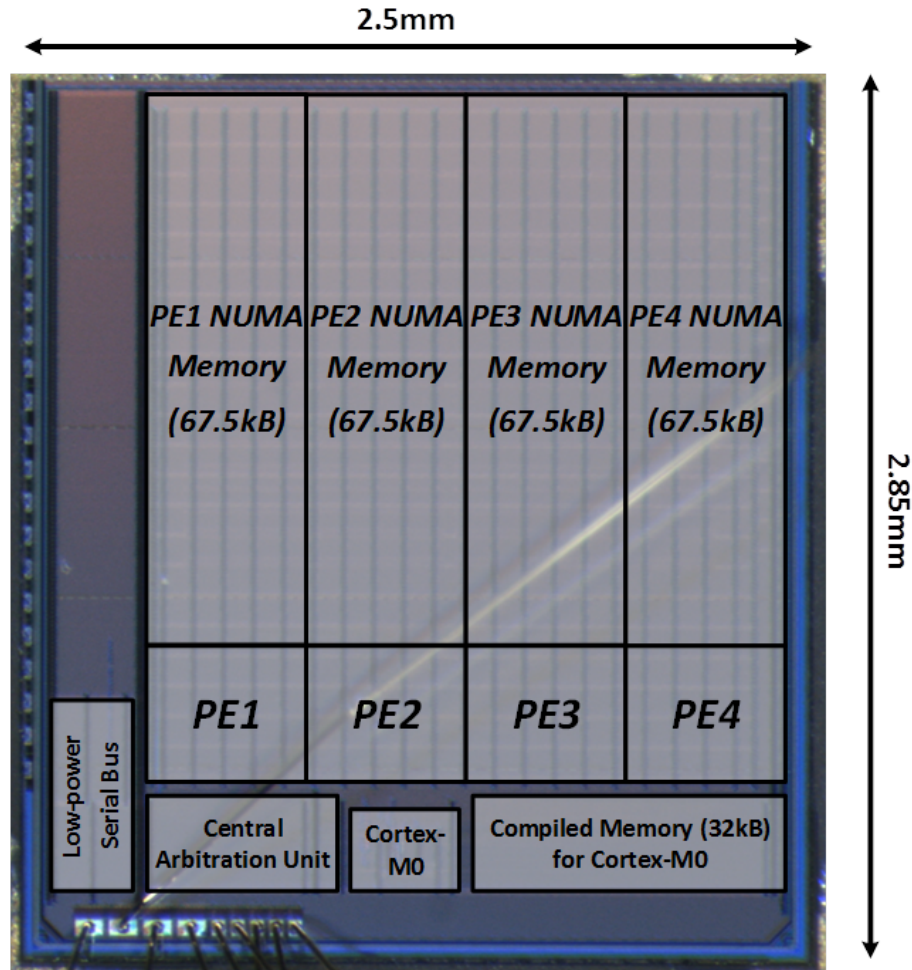 2.5mm
PE1 NUMA
Memory
(67.5kB)
PE2 NUMA
Memory
(67.5kB)
PE3 NUMA
Memory
(67.5kB)
PE4 NUMA
Memory
(67.5kB)
2.85mm
PE1
PE2
PE3
PE4
Low-power
Serial Bus
Central
Arbitration Unit
Cortex-
M0
Compiled Memory (32kB)
for Cortex-M0